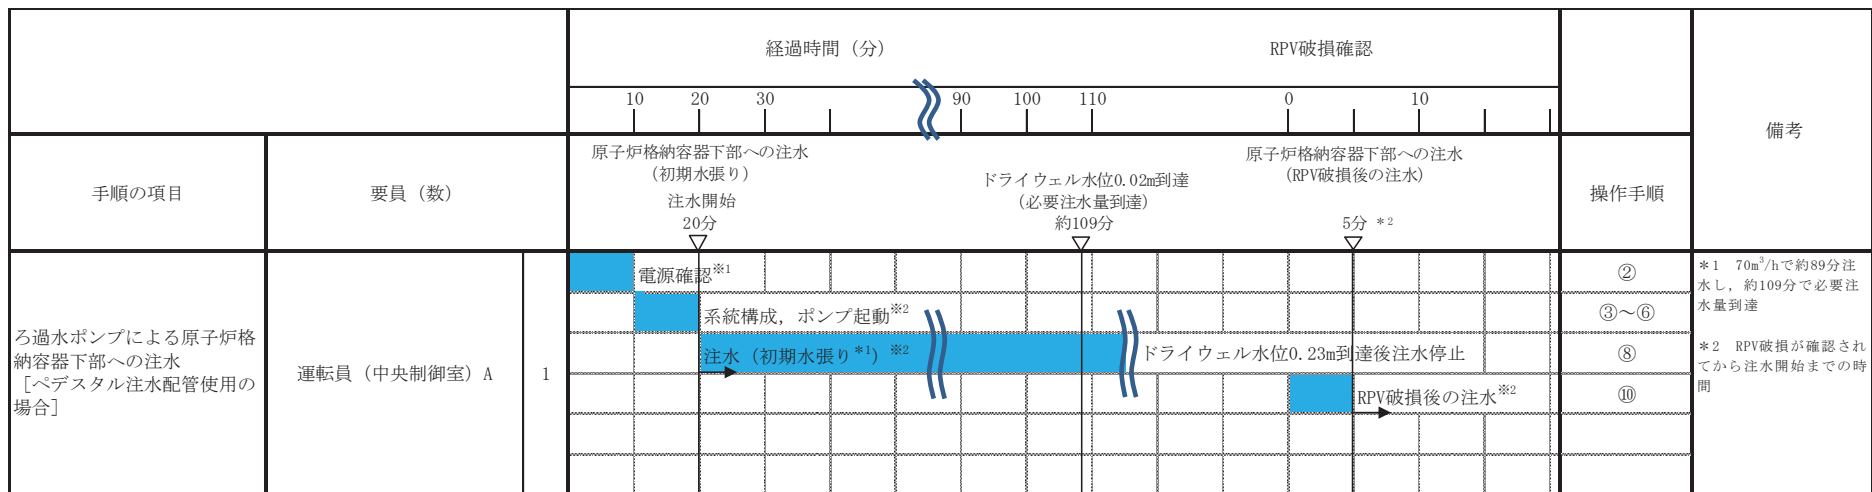 経過時間（分）
RPV破損確認
10 20 30 90 100 110 0 10
備考
手順の項目
要員（数）
原子炉格納容器下部への注水
（初期水張り）
注水開始
20分
ドライウェル水位0.02m到達
（必要注水量到達）
約109分
原子炉格納容器下部への注水
（RPV破損後の注水）
5分 ＊2
操作手順
ろ過水ポンプによる原子炉格
納容器下部への注水
［ペデスタル注水配管使用の
場合］
運転員（中央制御室）A
1
電源確認※1
②
系統構成，ポンプ起動※2
③～⑥
注水（初期水張り＊1）※2
ドライウェル水位0.23m到達後注水停止
⑧
RPV破損後の注水※2
⑩
＊1 70m3/hで約89分注
水し，約109分で必要注
水量到達
＊2 RPV破損が確認され
てから注水開始までの時
間